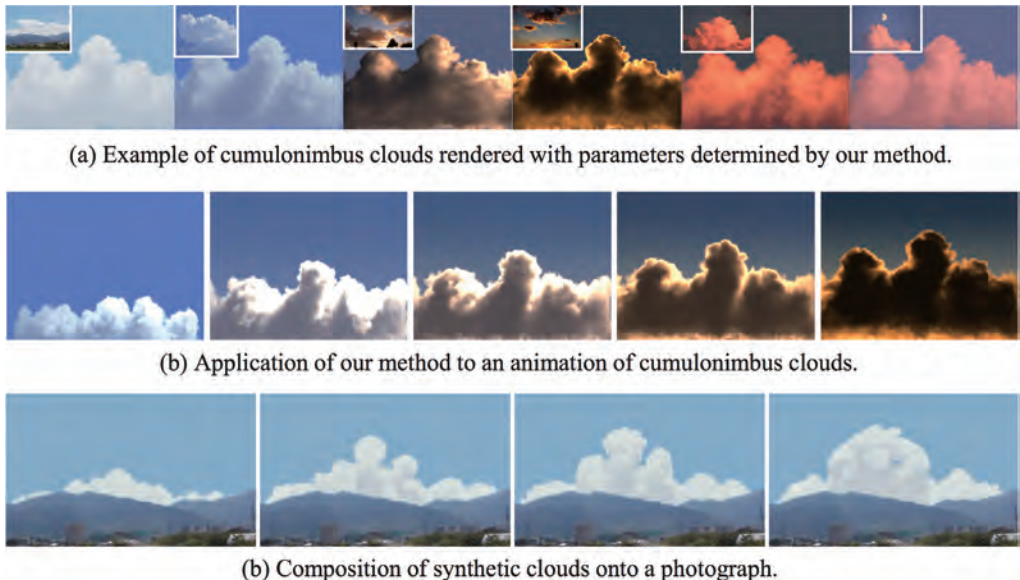 (a) Example of cumulonimbus clouds rendered with parameters determined by our method.
(b) Application of our method to an animation of cumulonimbus clouds.
(b) Composition of synthetic clouds onto a photograph.